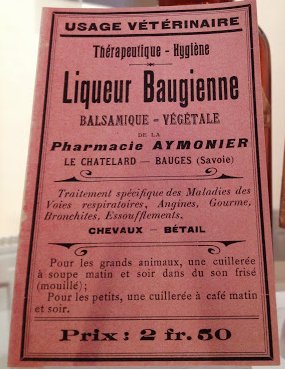 USAGE VÉTÉRINAIRE
Thérapeutique - Hygiène
Liqueur Baugienne
BALSAMIQUE - VÉGÉTALE
DE LA
Pharmacie AYMONIER
LE CHATELARD — BAUGES (Savoie)
Traitement spécifique des Maladies des
Voies respiratoires, Angines, Gourme,
Bronchites, Essoufflements.
CHEVAUX — BÉTAIL
Pour les grands animaux, une cuillerée
à soupe matin et soir dans du son frisé
(mouillé) ;
Pour les petits, une cuillerée à café matin
et soir.
Prix : 2 fr. 50